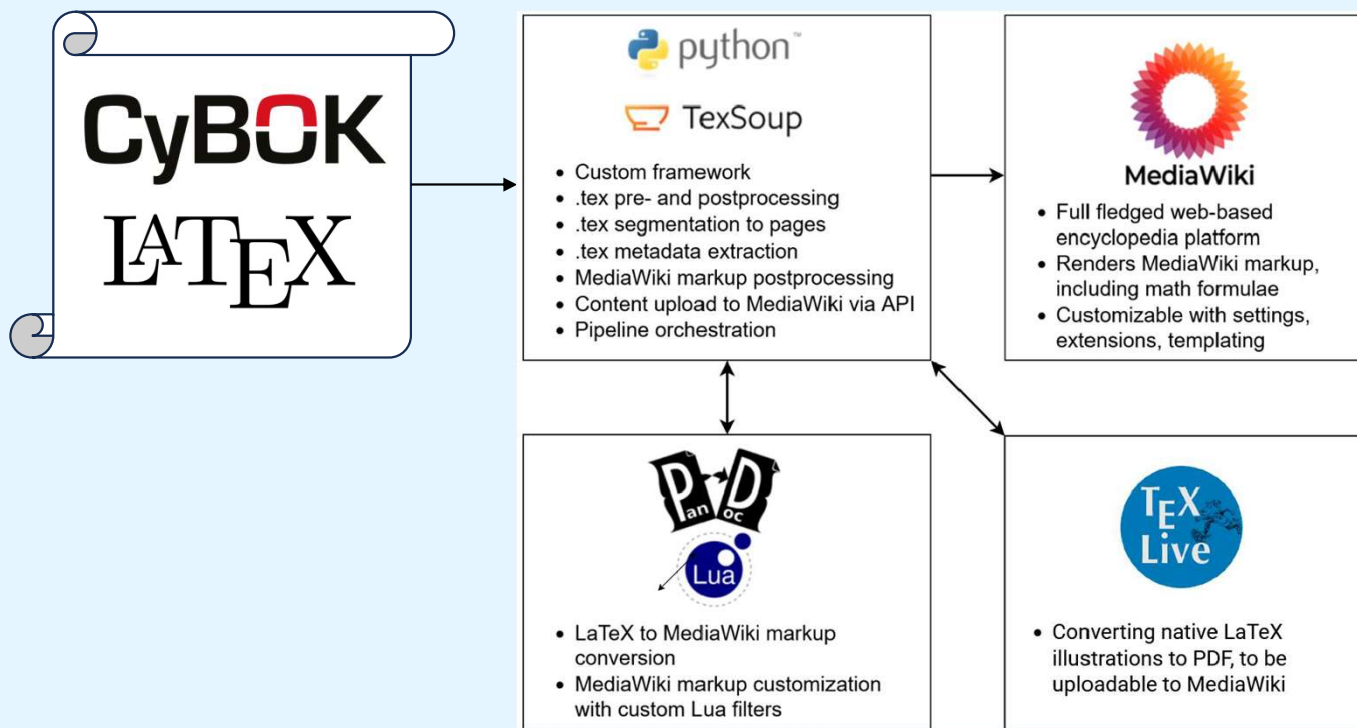 CyBOK
LATEX
python™
TexSoup
• Custom framework
• .tex pre- and postprocessing
• .tex segmentation to pages
• .tex metadata extraction
• MediaWiki markup postprocessing
• Content upload to MediaWiki via API
• Pipeline orchestration
MediaWiki
• Full fledged web-based
encyclopedia platform
• Renders MediaWiki markup,
including math formulae
• Customizable with settings,
extensions, templating
Pan Doc
Lua
• LaTeX to MediaWiki markup
conversion
• MediaWiki markup customization
with custom Lua filters
TEX
Live
• Converting native LaTeX
illustrations to PDF, to be
uploadable to MediaWiki